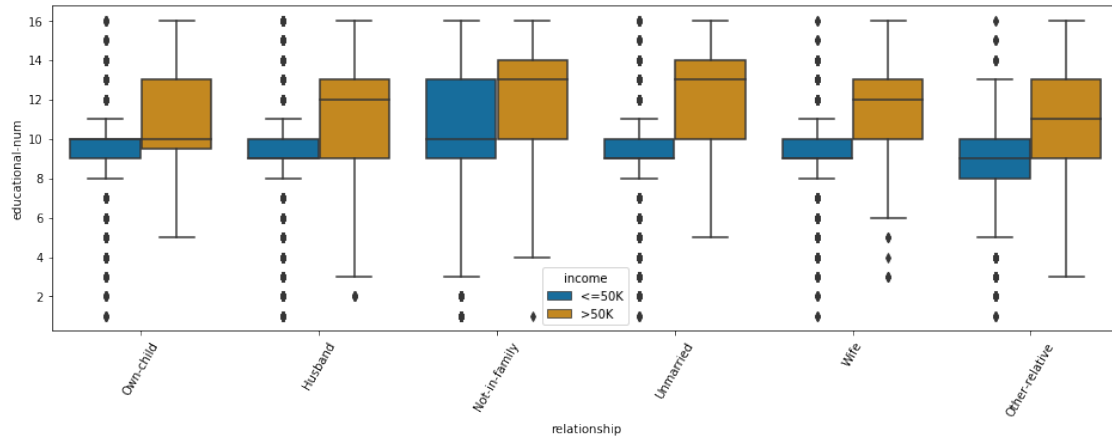 16
14
12
10
8
6
4
2
educational-num
income
<=50K
>50K
Own-child
Husband
Not-in-family
Unmarried
Wife
Other-relative
relationship